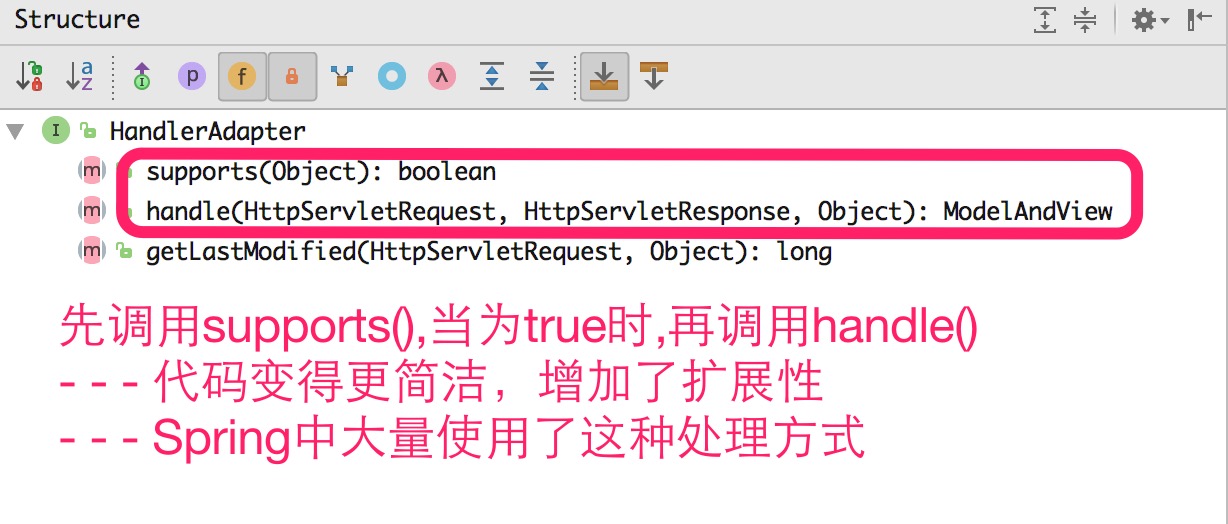 Structure
HandlerAdapter
supports(Object): boolean
handle(HttpServletRequest, HttpServletResponse, Object): ModelAndView
getLastModified(HttpServletRequest, Object): long
先调用supports(),当为true时,再调用handle()
- - - 代码变得更简洁，增加了扩展性
- - - Spring中大量使用了这种处理方式